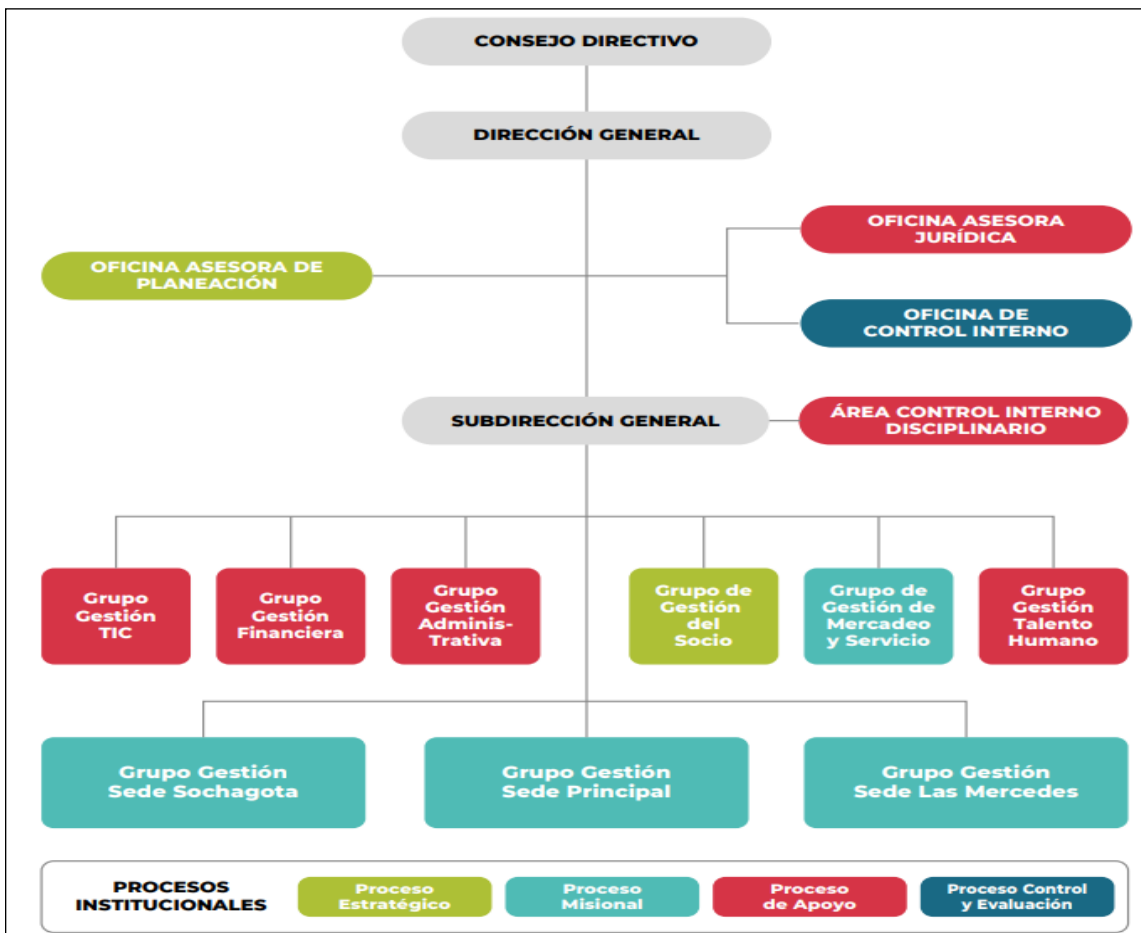 CONSEJO DIRECTIVO
DIRECCIÓN GENERAL
OFICINA ASESORA
JURÍDICA
OFICINA ASESORA DE
PLANEACIÓN
OFICINA DE
CONTROL INTERNO
SUBDIRECCIÓN GENERAL
ÁREA CONTROL INTERNO
DISCIPLINARIO
Grupo
Gestión
TIC
Grupo
Gestión
Financiera
Grupo
Gestión
Adminis-
Trativa
Grupo de
Gestión
del
Socio
Grupo de
Gestión de
Mercadeo
y Servicio
Grupo
Gestión
Talento
Humano
Grupo Gestión
Sede Sochagota
Grupo Gestión
Sede Principal
Grupo Gestión
Sede Las Mercedes
PROCESOS
INSTITUCIONALES
Proceso
Estratégico
Proceso
Misional
Proceso
de Apoyo
Proceso Control
y Evaluación